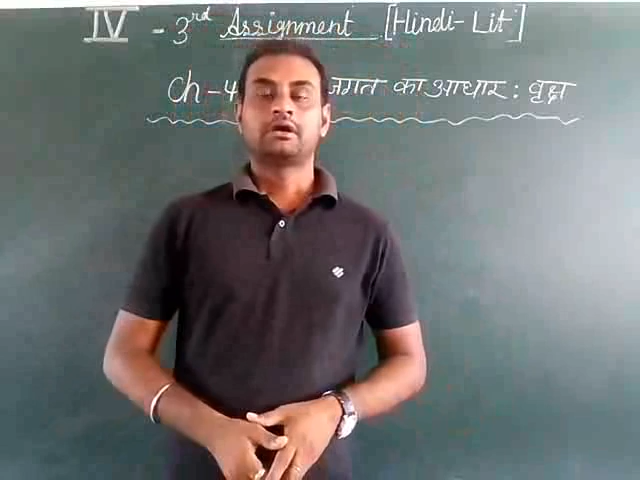 IV - 3rd Assignment [Hindi-Lit]
Ch-4 जगत का आधार : वृक्ष